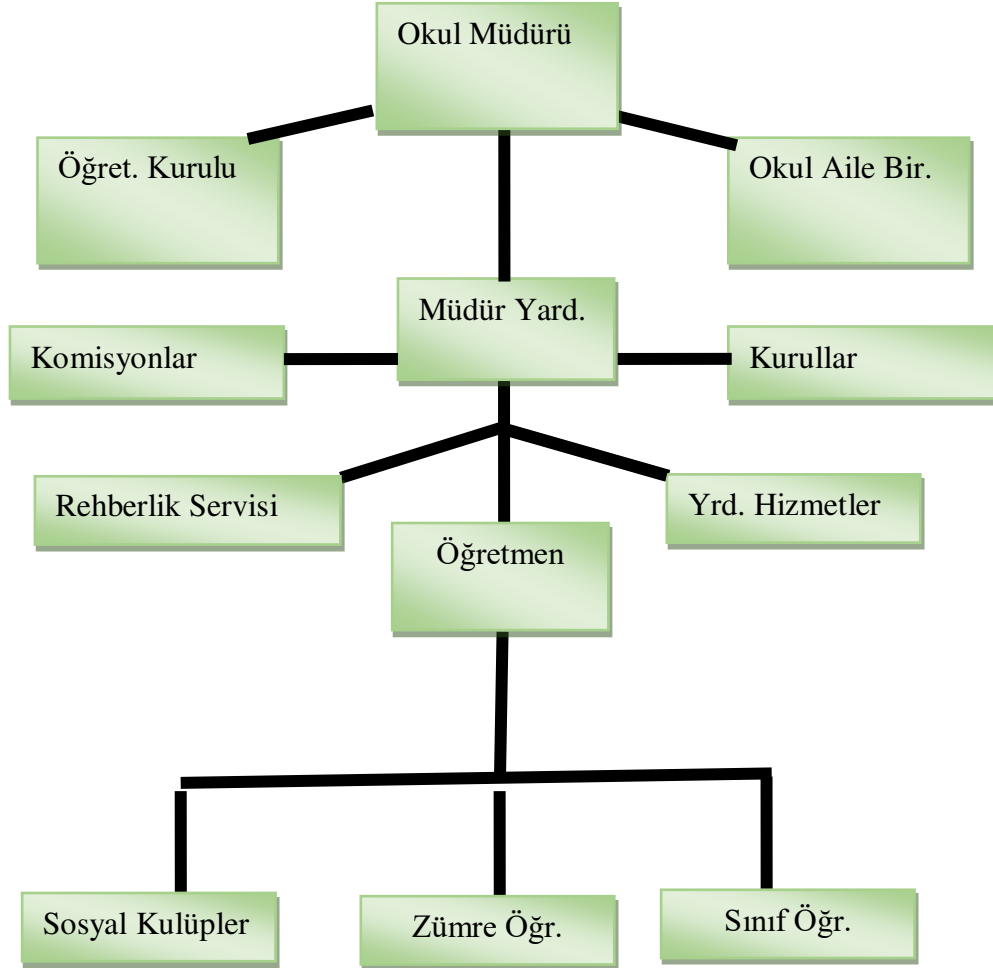 Okul Müdürü
Öğret. Kurulu
Okul Aile Bir.
Müdür Yard.
Komisyonlar
Kurullar
Rehberlik Servisi
Yrd. Hizmetler
Öğretmen
Sosyal Kulüpler
Zümre Öğr.
Sınıf Öğr.